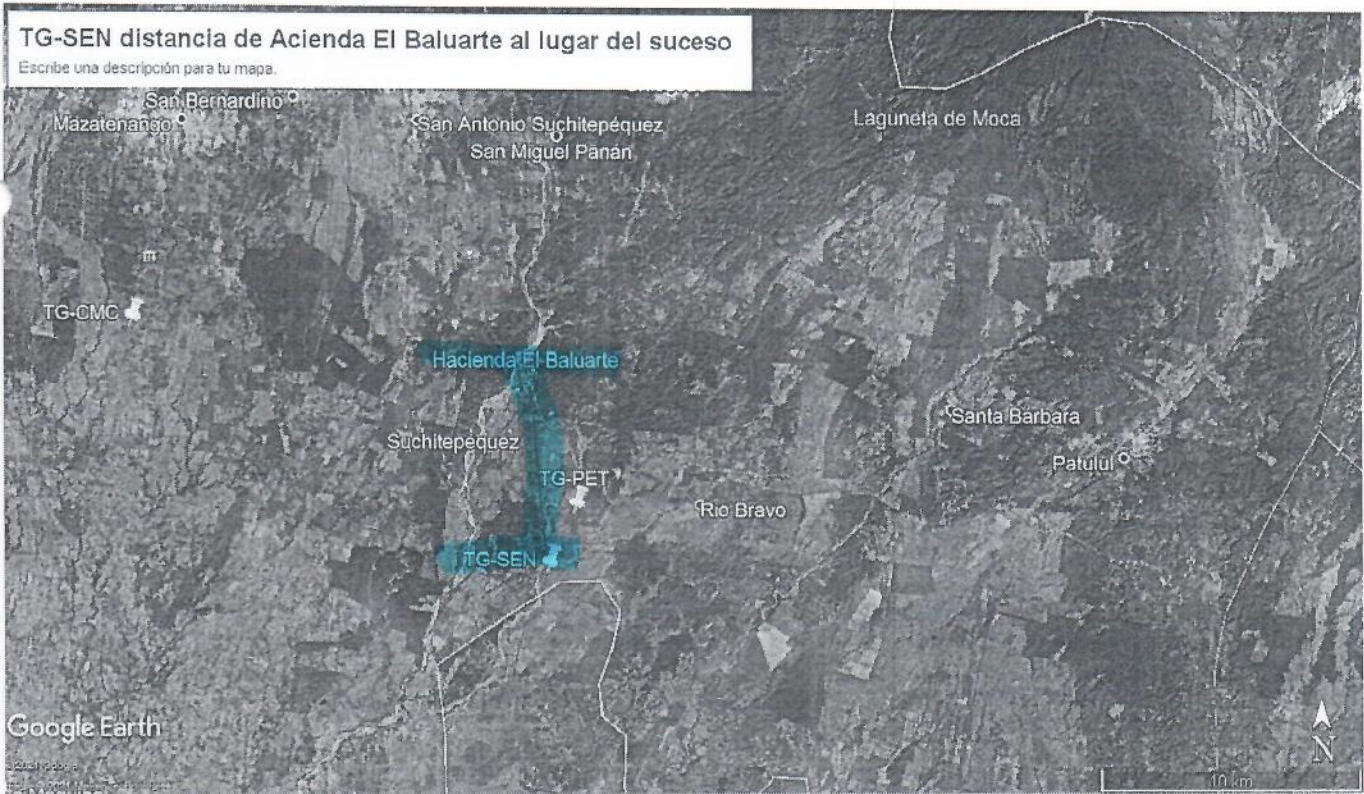 TG-SEN distancia de Acienda El Baluarte al lugar del suceso
Escribe una descripción para tu mapa.
San Bernardino
Mazatenango
San Antonio Suchitepéquez
San Miguel Panán
Laguneta de Moca
TG-CMC
Hacienda El Baluarte
Santa Barbara
Suchitepéquez
Patulul
TG-PET
Rio Bravo
TG-SEN
Google Earth
N
10 km